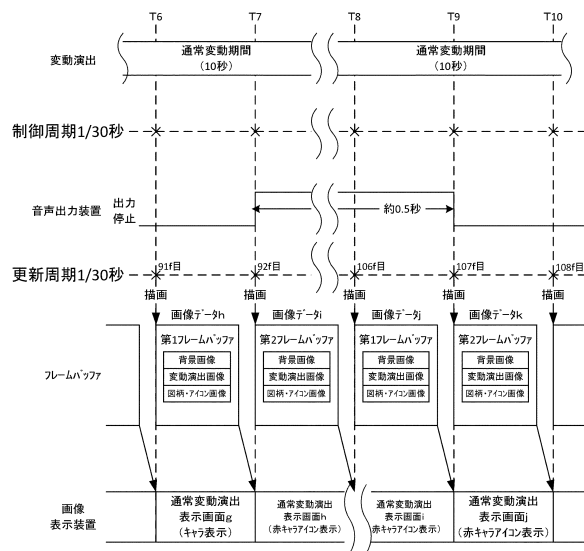 T6 T7 T8 T9 T10
変動演出
通常変動期間
(10秒)
通常変動期間
(10秒)
制御周期1/30秒
音声出力装置
出力
停止
約0.5秒
更新周期1/30秒
91f目 92f目 106f目 107f目 108f目
描画 描画 描画 描画 描画
画像データh 画像データi 画像データj 画像データk
フレームバッファ
第1フレームバッファ
背景画像
変動演出画像
図柄・アイコン画像
第2フレームバッファ
背景画像
変動演出画像
図柄・アイコン画像
第1フレームバッファ
背景画像
変動演出画像
図柄・アイコン画像
第2フレームバッファ
背景画像
変動演出画像
図柄・アイコン画像
画像
表示装置
通常変動演出
表示画面g
(キャラ表示)
通常変動演出
表示画面h
(赤キャラアイコン表示)
通常変動演出
表示画面i
(赤キャラアイコン表示)
通常変動演出
表示画面j
(赤キャラアイコン表示)